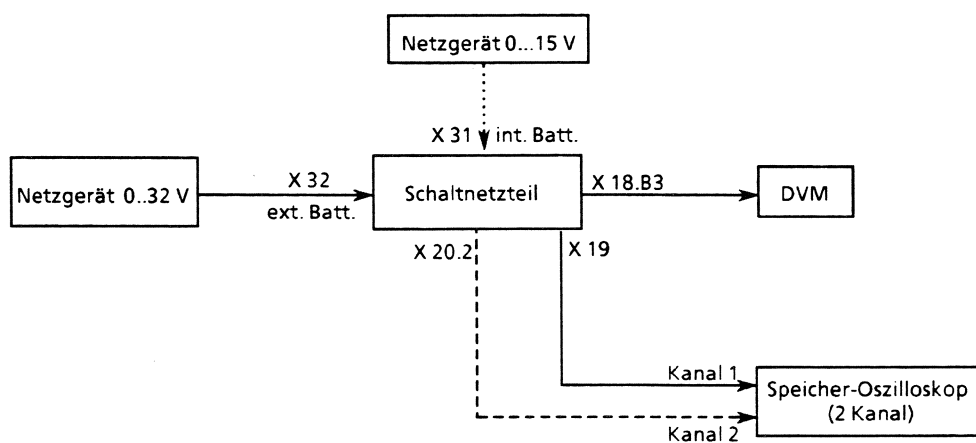 Netzgerät 0...15 V
X 31 int. Batt.
Netzgerät 0..32 V
X 32
ext. Batt.
Schaltnetzteil
X 18.B3
DVM
X 20.2
X 19
Kanal 1
Kanal 2
Speicher-Oszilloskop
(2 Kanal)